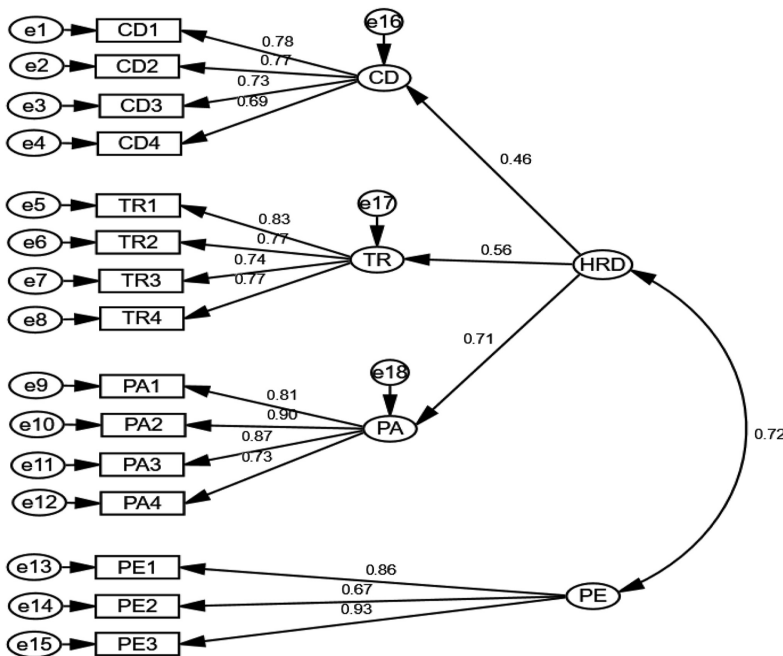 e1 CD1 e16
0.78
e2 CD2 0.77 CD
0.73
e3 CD3 0.69
e4 CD4
0.46
e5 TR1 e17
0.83
e6 TR2 0.77 TR 0.56 HRD
0.74
e7 TR3 0.77
e8 TR4
0.71
e9 PA1 e18
0.81
e10 PA2 0.90 PA 0.72
0.87
e11 PA3 0.73
e12 PA4
e13 PE1 0.86
0.67 PE
e14 PE2 0.93
e15 PE3